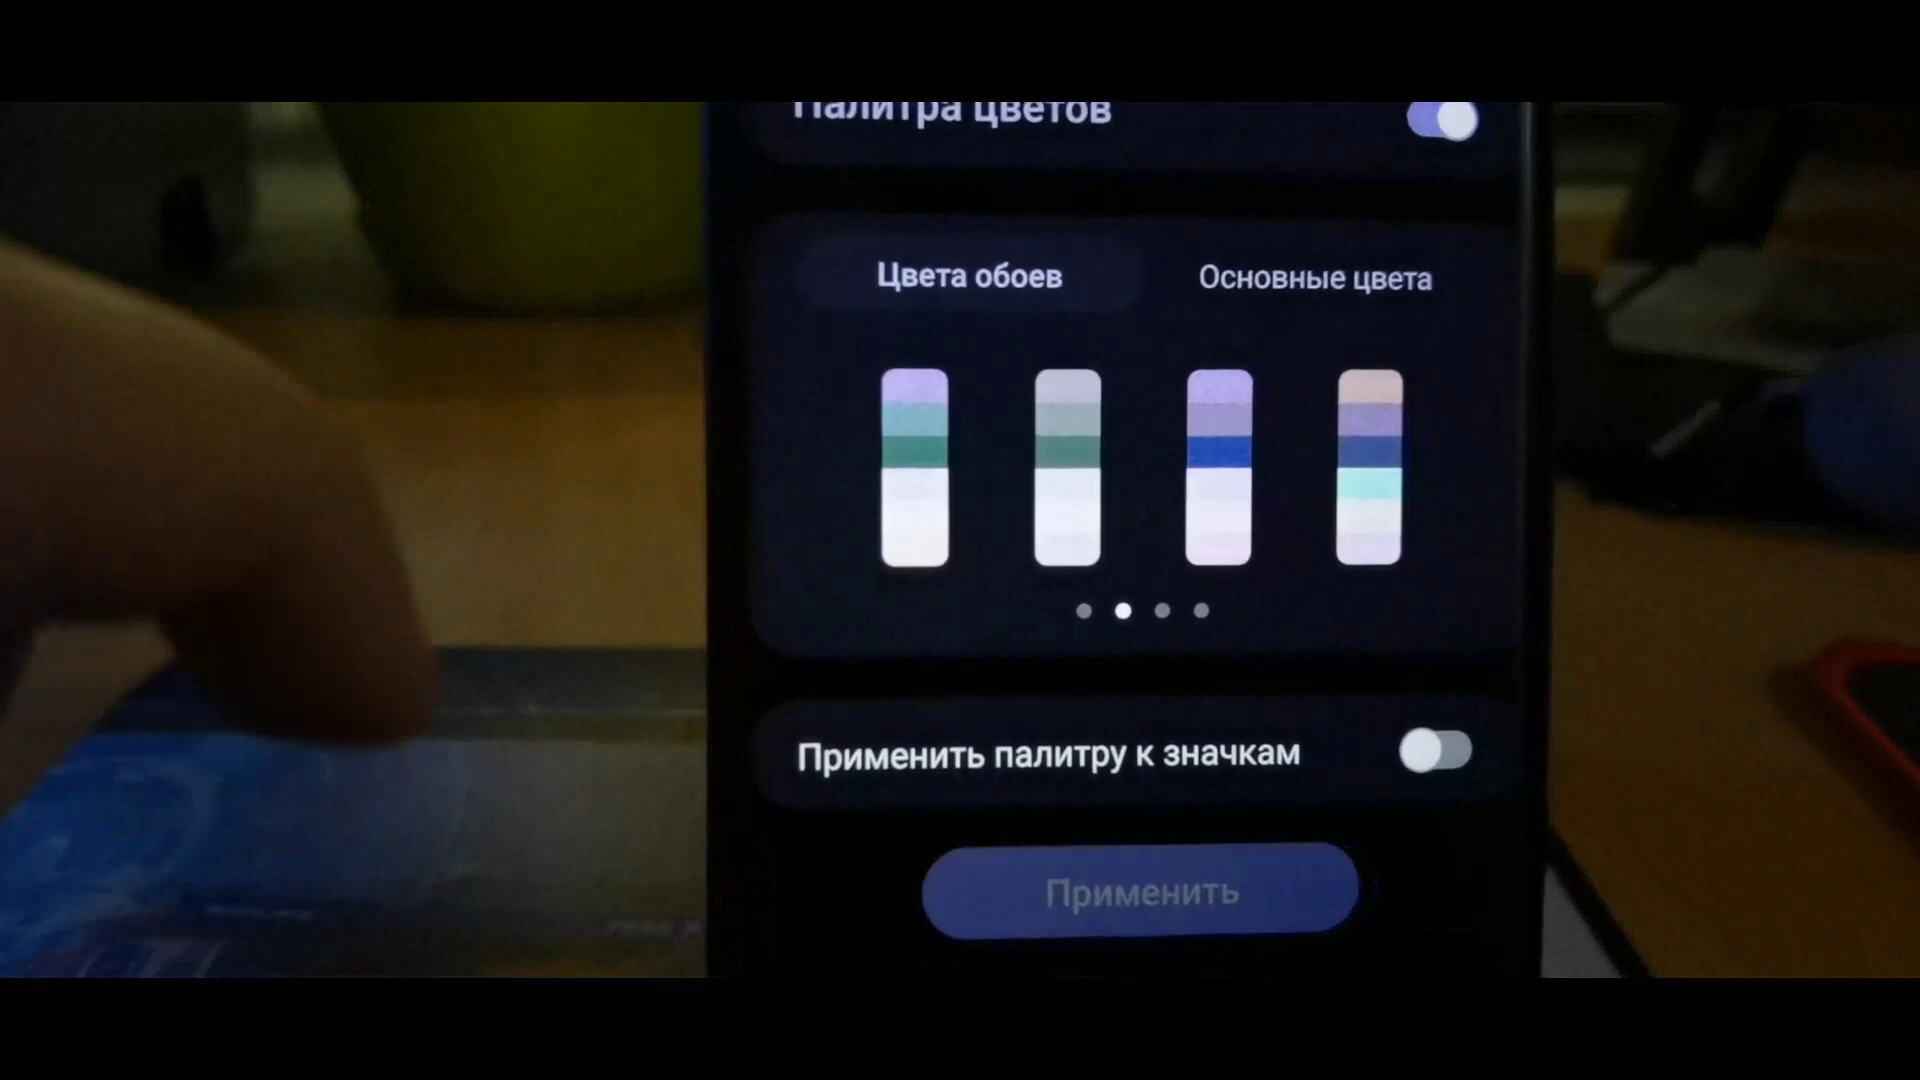 Палитра цветов
Цвета обоев
Основные цвета
Применить палитру к значкам
Применить